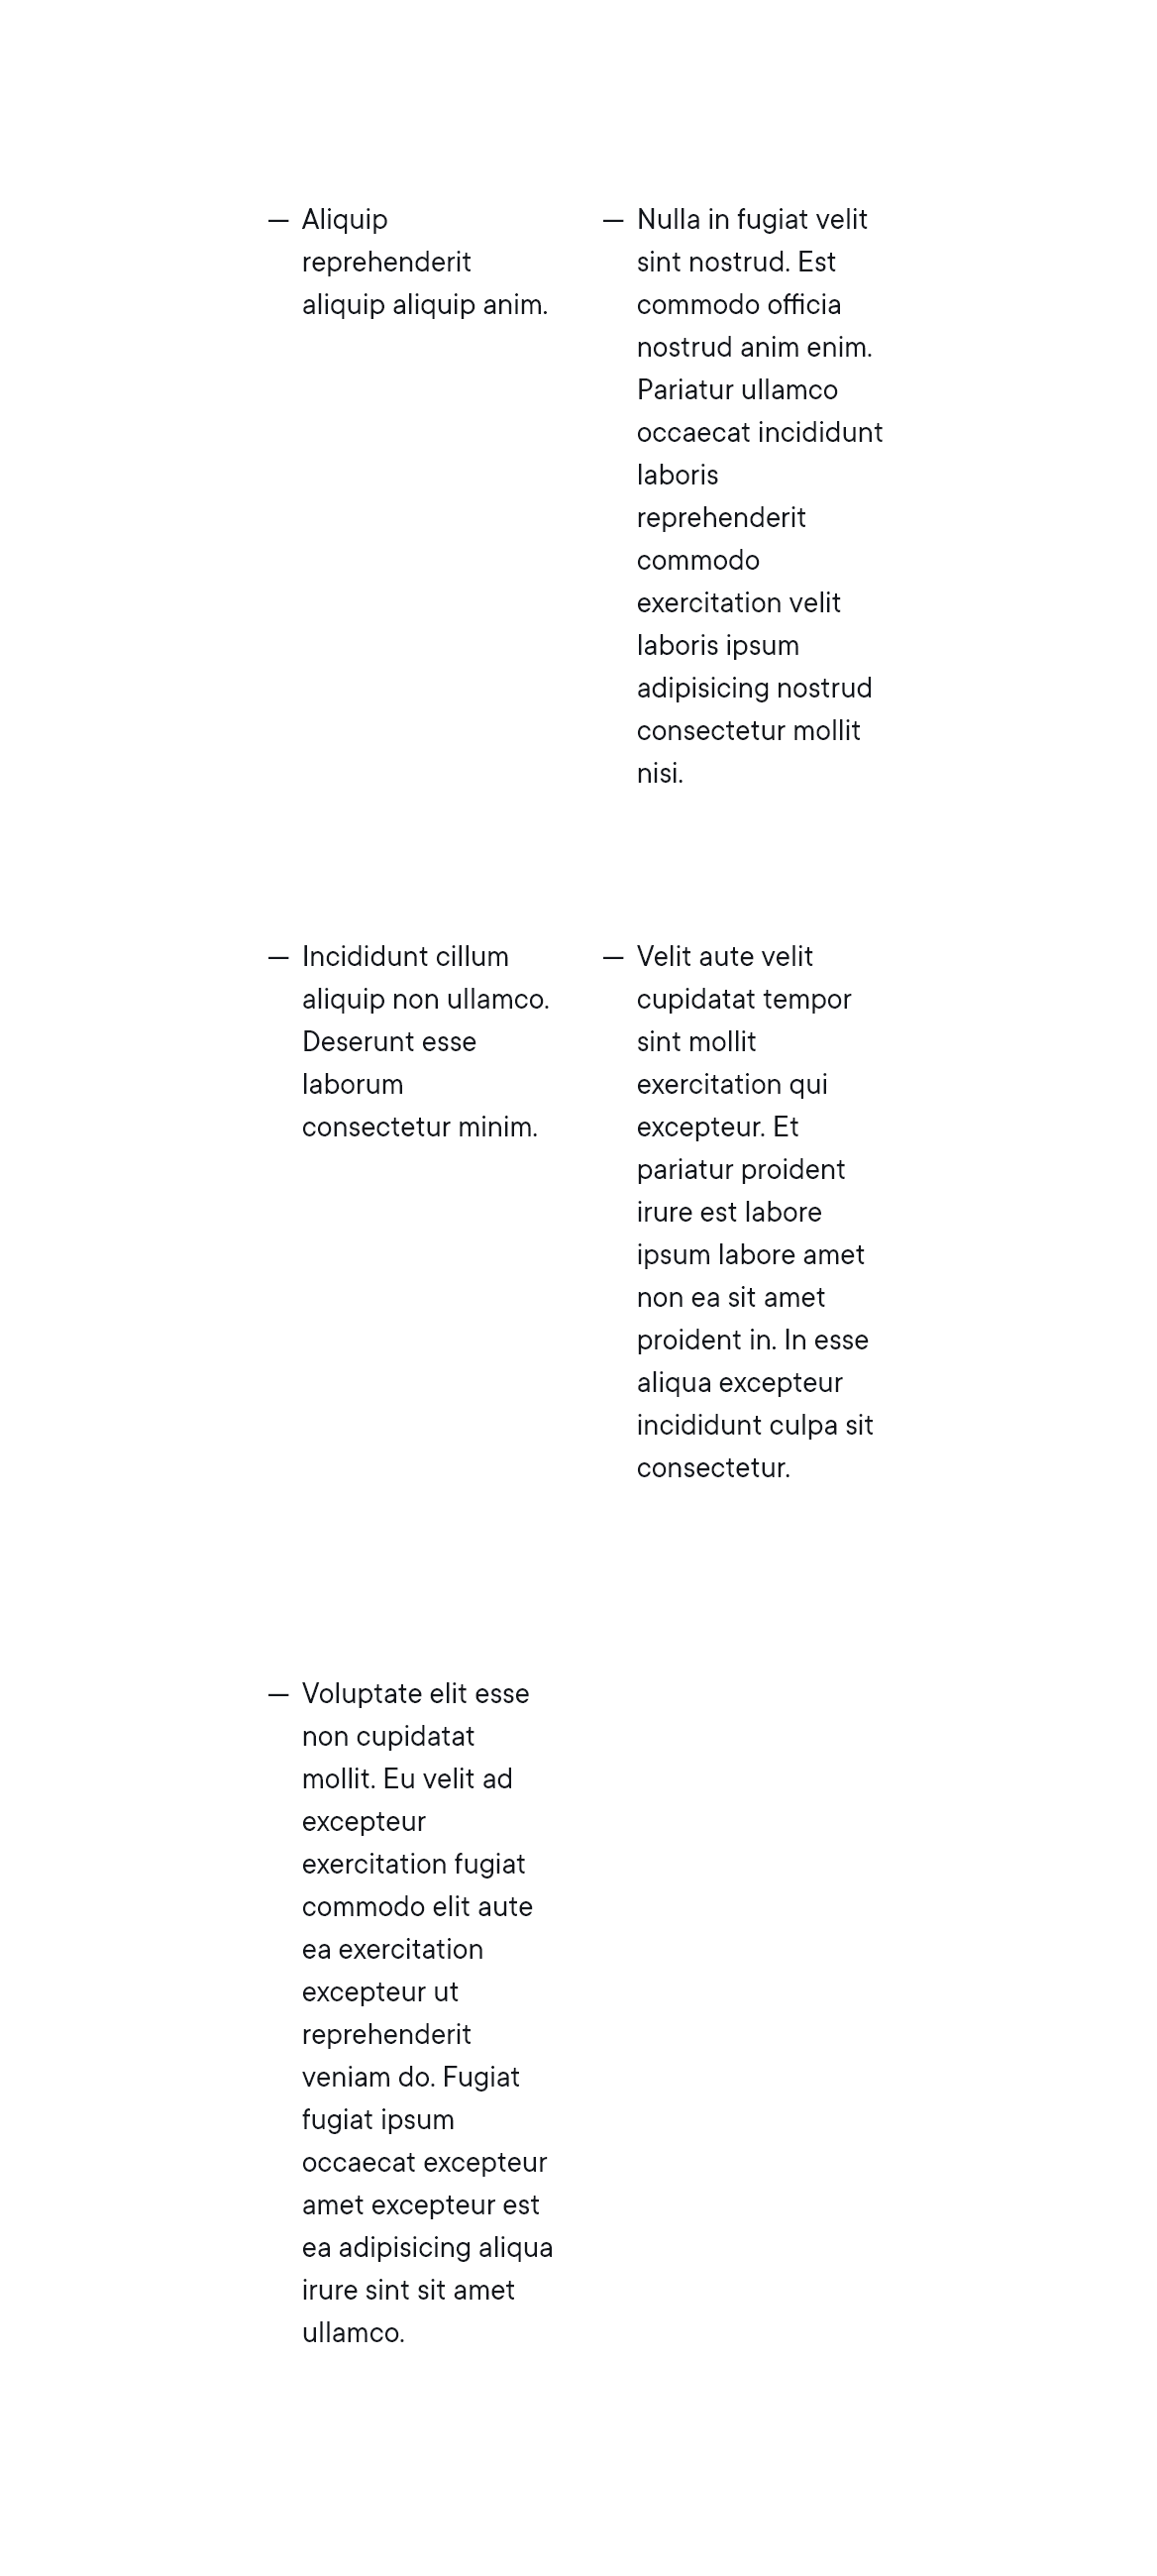 — Aliquip
reprehenderit
aliquip aliquip anim.
— Nulla in fugiat velit
sint nostrud. Est
commodo officia
nostrud anim enim.
Pariatur ullamco
occaecat incididunt
laboris
reprehenderit
commodo
exercitation velit
laboris ipsum
adipisicing nostrud
consectetur mollit
nisi.
— Incididunt cillum
aliquip non ullamco.
Deserunt esse
laborum
consectetur minim.
— Velit aute velit
cupidatat tempor
sint mollit
exercitation qui
excepteur. Et
pariatur proident
irure est labore
ipsum labore amet
non ea sit amet
proident in. In esse
aliqua excepteur
incididunt culpa sit
consectetur.
— Voluptate elit esse
non cupidatat
mollit. Eu velit ad
excepteur
exercitation fugiat
commodo elit aute
ea exercitation
excepteur ut
reprehenderit
veniam do. Fugiat
fugiat ipsum
occaecat excepteur
amet excepteur est
ea adipisicing aliqua
irure sint sit amet
ullamco.